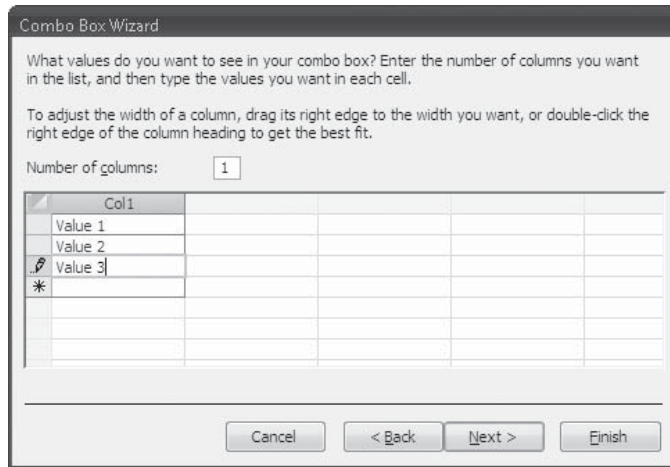 Combo Box Wizard
What values do you want to see in your combo box? Enter the number of columns you want
in the list, and then type the values you want in each cell.
To adjust the width of a column, drag its right edge to the width you want, or double-click the
right edge of the column heading to get the best fit.
Number of columns: 1
Col1
Value 1
Value 2
Value 3
Cancel < Back Next > Finish